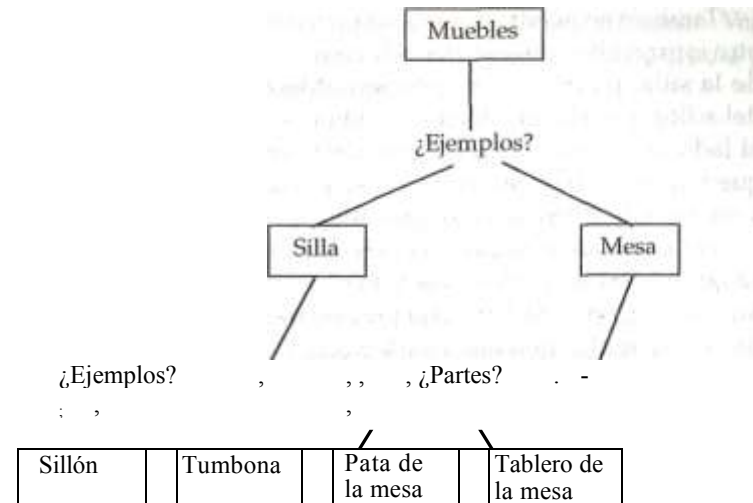 Muebles
¿Ejemplos?
Silla Mesa
¿Ejemplos? , , , , ¿Partes? . -
; , ,
Sillón Tumbona Pata de Tablero de
la mesa la mesa